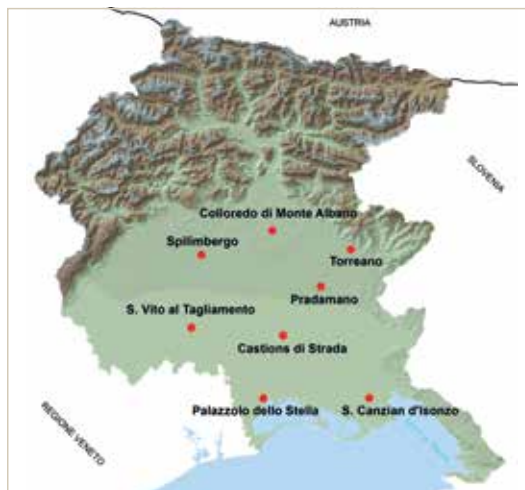 AUSTRIA
SLOVENIA
Colloredo di Monte Albano
Spilimbergo
Torreano
Pradamano
S. Vito al Tagliamento
Castions di Strada
Palazzolo dello Stella
S. Canzian d'Isonzo
REGIONE VENETO